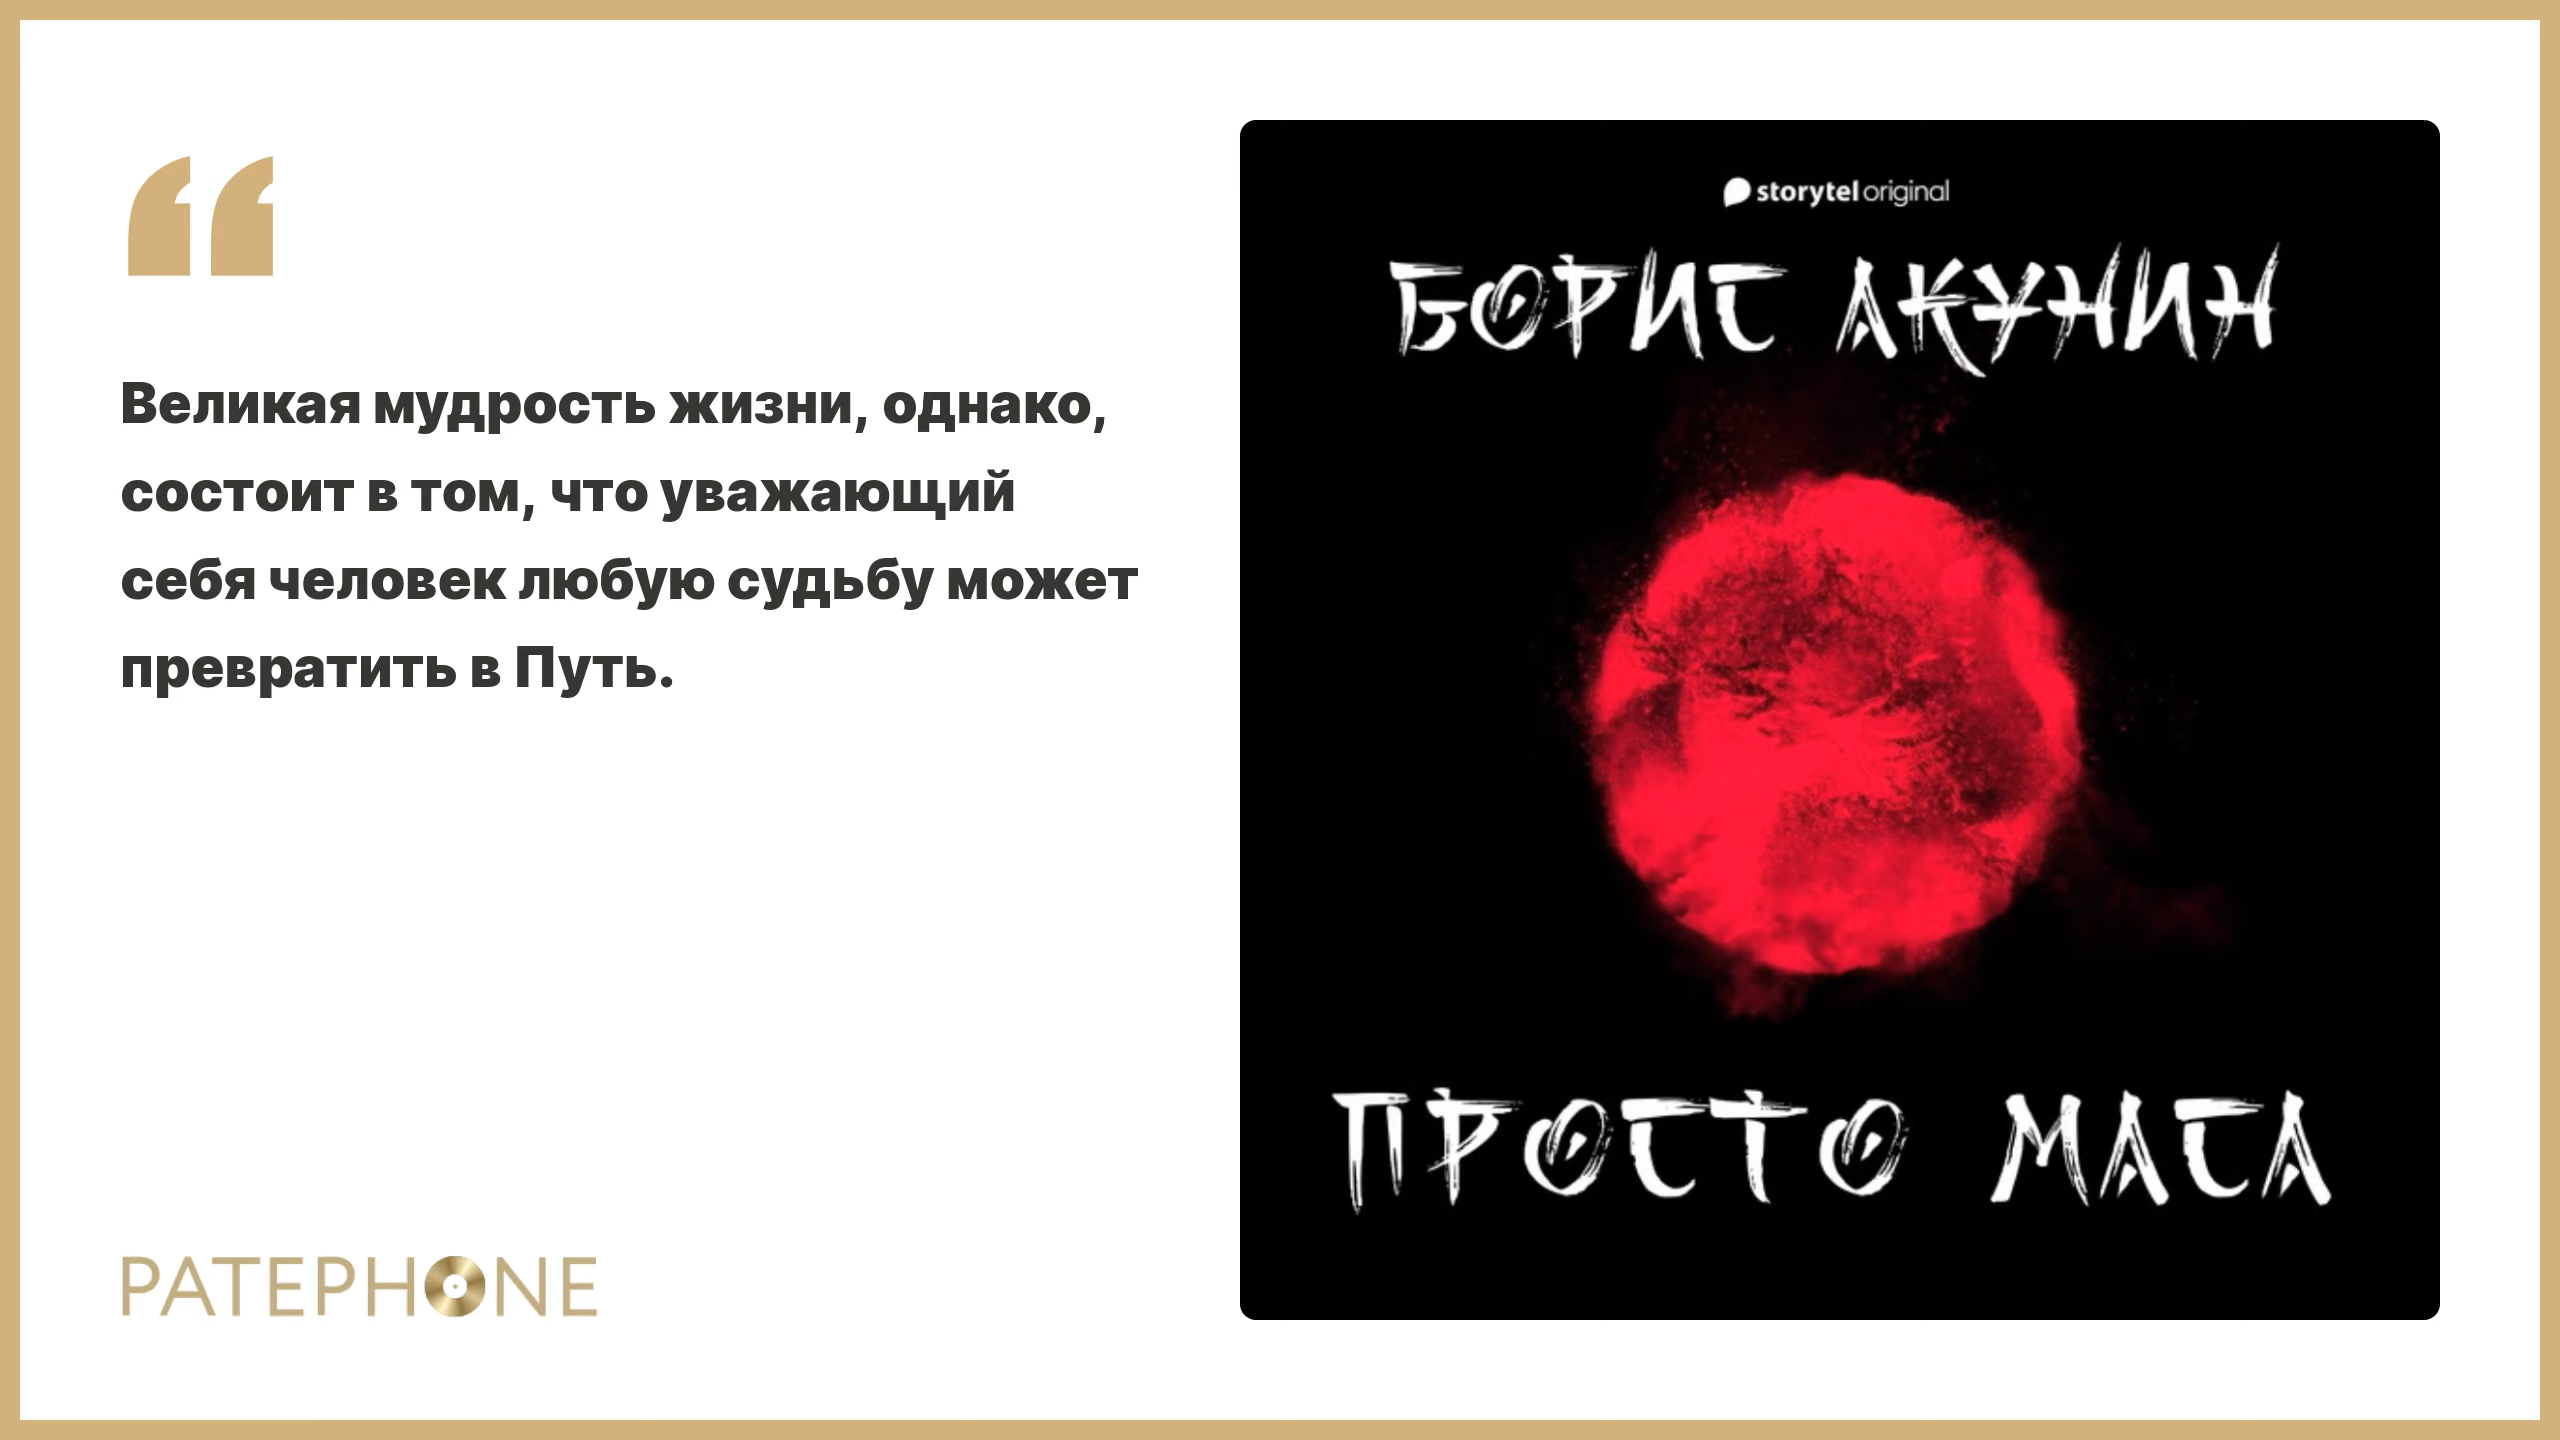 Великая мудрость жизни, однако,
состоит в том, что уважающий
себя человек любую судьбу может
превратить в Путь.
PATEPHONE
storytel original
БОРИС АКУНИН
ПРОСТО МАСА